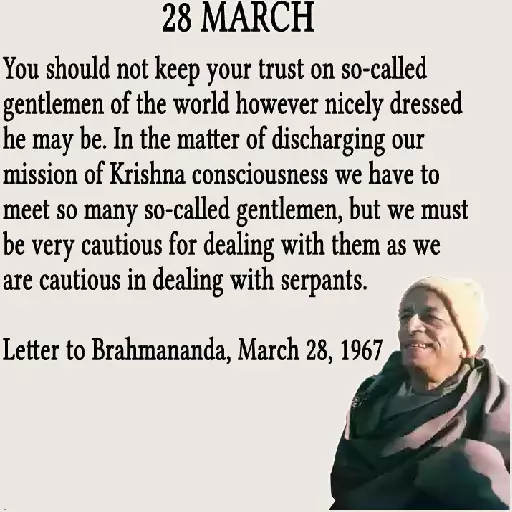 28 MARCH
You should not keep your trust on so-called
gentlemen of the world however nicely dressed
he may be. In the matter of discharging our
mission of Krishna consciousness we have to
meet so many so-called gentlemen, but we must
be very cautious for dealing with them as we
are cautious in dealing with serpants.
Letter to Brahmananda, March 28, 1967